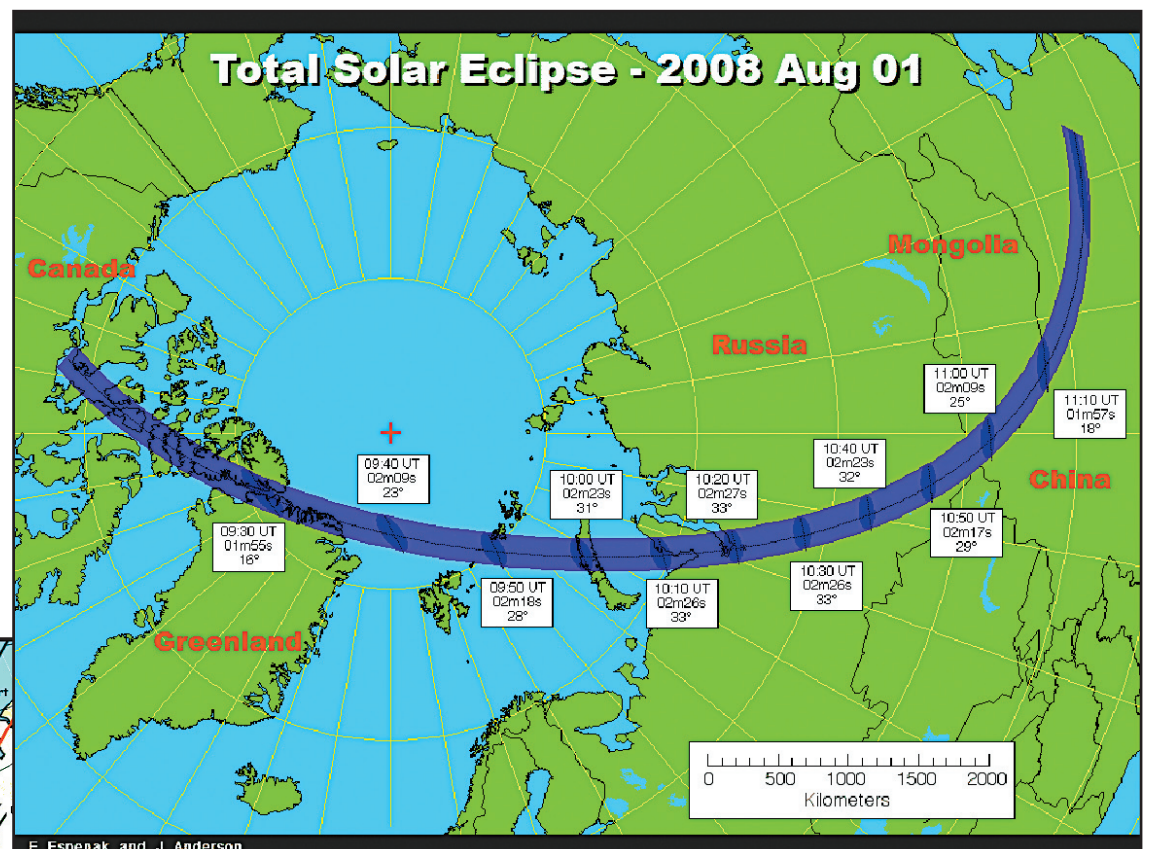 Total Solar Eclipse - 2008 Aug 01
Canada
Mongolia
Russia
11:00 UT
02m09s
25°
11:10 UT
01m57s
18°
10:40 UT
02m23s
32°
09:40 UT
02m09s
23°
10:00 UT
02m23s
31°
10:20 UT
02m27s
33°
China
09:30 UT
01m55s
16°
10:50 UT
02m17s
29°
09:50 UT
02m18s
28°
10:10 UT
02m26s
33°
10:30 UT
02m26s
33°
Greenland
0 500 1000 1500 2000
Kilometers
F. Espenak and J. Anderson